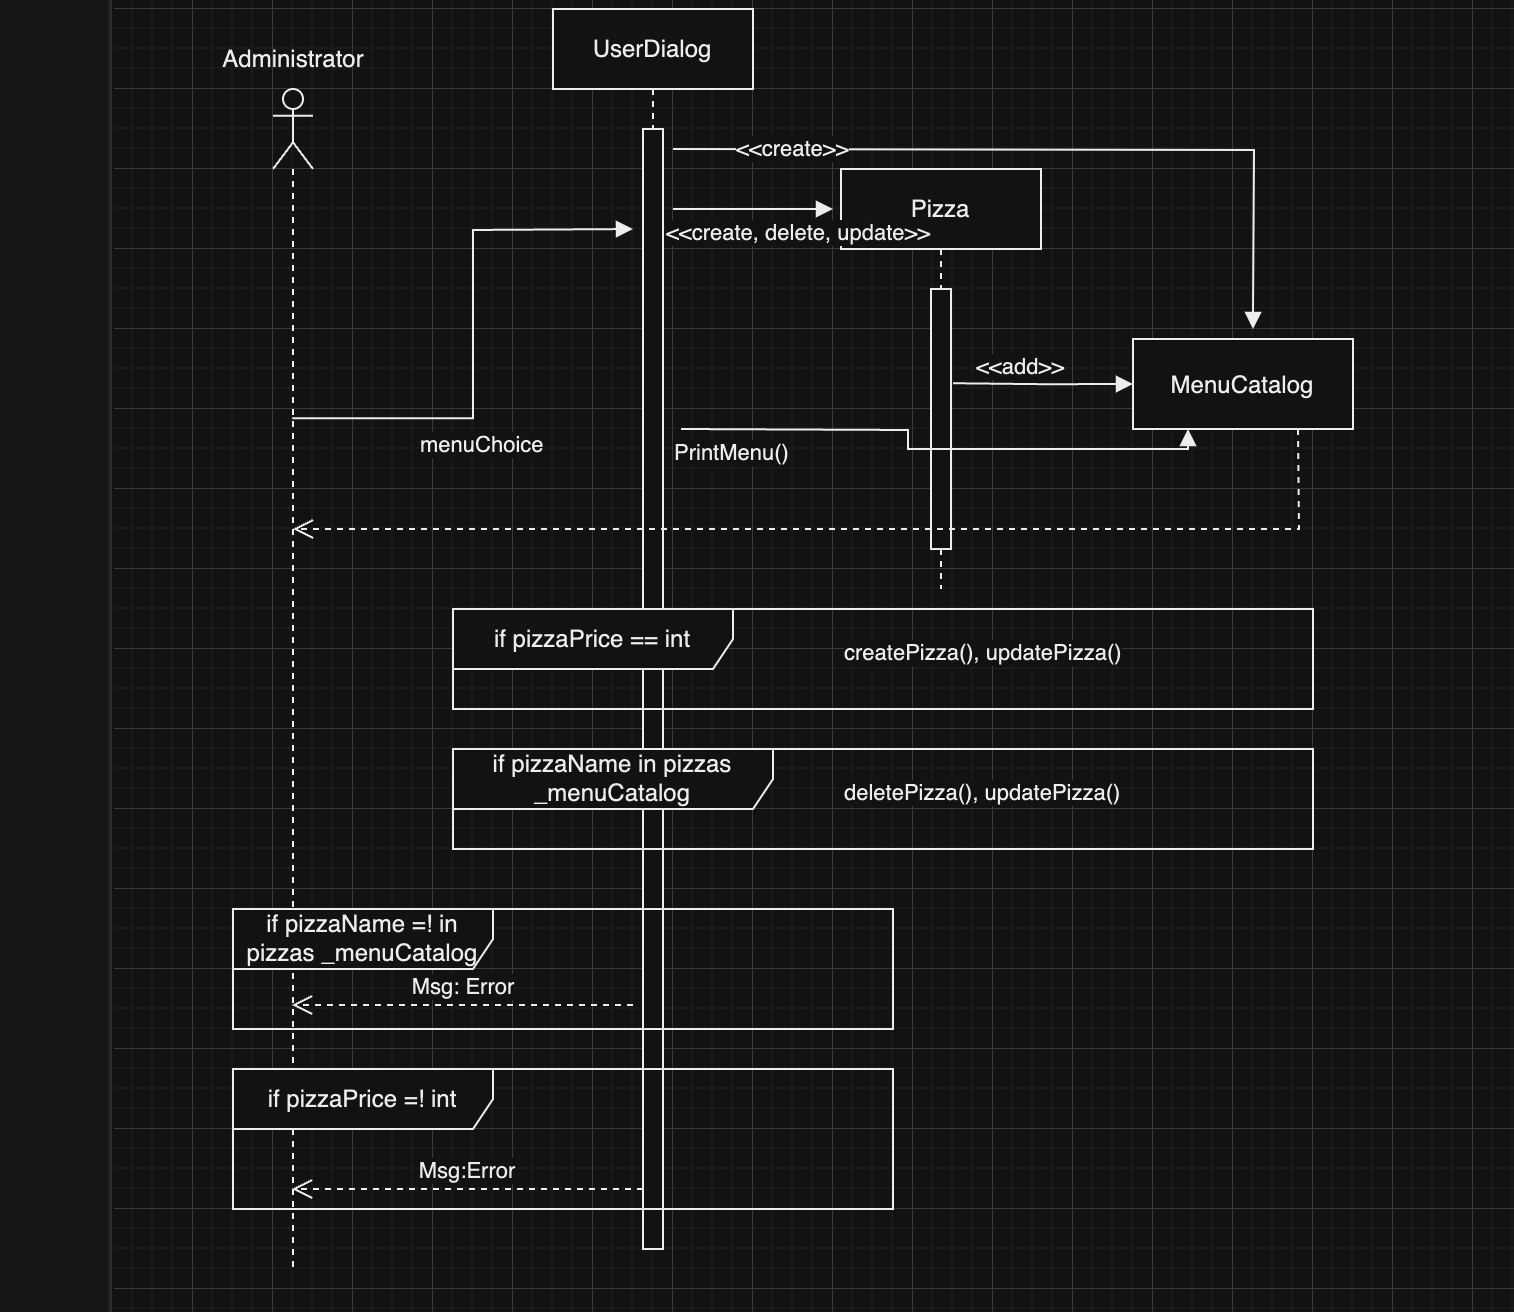 UserDialog
Administrator
<<create>>
Pizza
<<create, delete, update>>
<<add>>
MenuCatalog
menuChoice
PrintMenu()
if pizzaPrice == int
createPizza(), updatePizza()
if pizzaName in pizzas
_menuCatalog
deletePizza(), updatePizza()
if pizzaName =! in
pizzas _menuCatalog
Msg: Error
if pizzaPrice =! int
Msg:Error